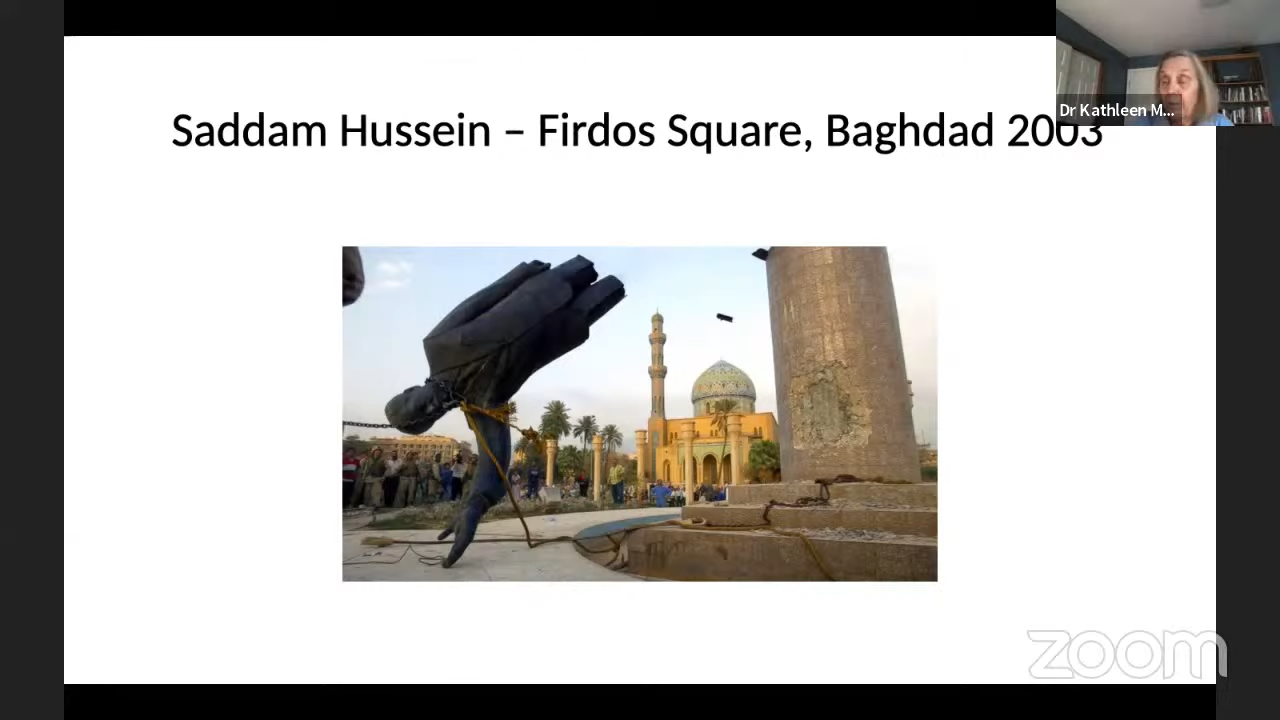 Dr Kathleen M...
Saddam Hussein – Firdos Square, Baghdad 2003
zoom